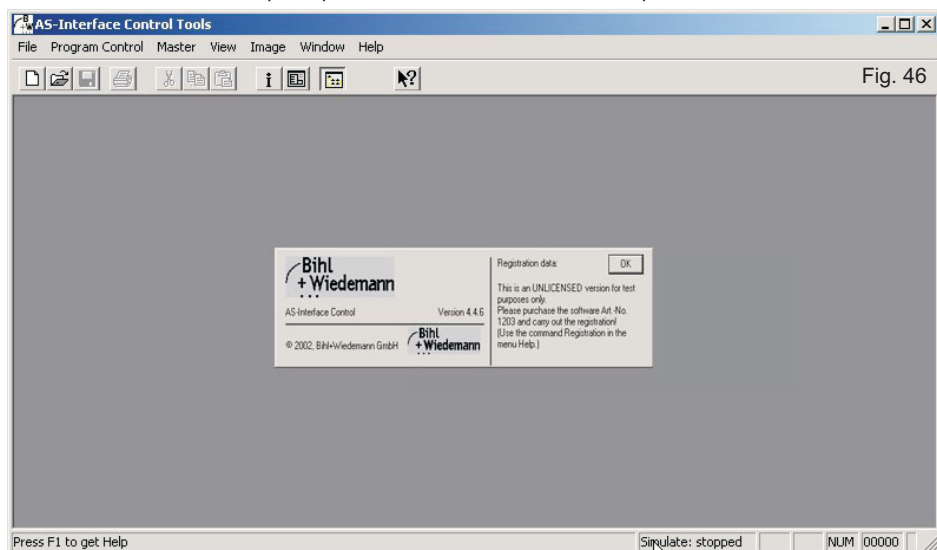 AS-Interface Control Tools
File Program Control Master View Image Window Help
Fig. 46
Bihl
+ Wiedemann
AS-Interface Control Version 4.4.6
© 2002, Bihl+Wiedemann GmbH
Bihl
+ Wiedemann
Registration data:
OK
This is an UNLICENSED version for test
purposes only.
Please purchase the software Art.-No.
1203 and carry out the registration!
(Use the command Registration in the
menu Help.)
Press F1 to get Help
Simulate: stopped
NUM 00000